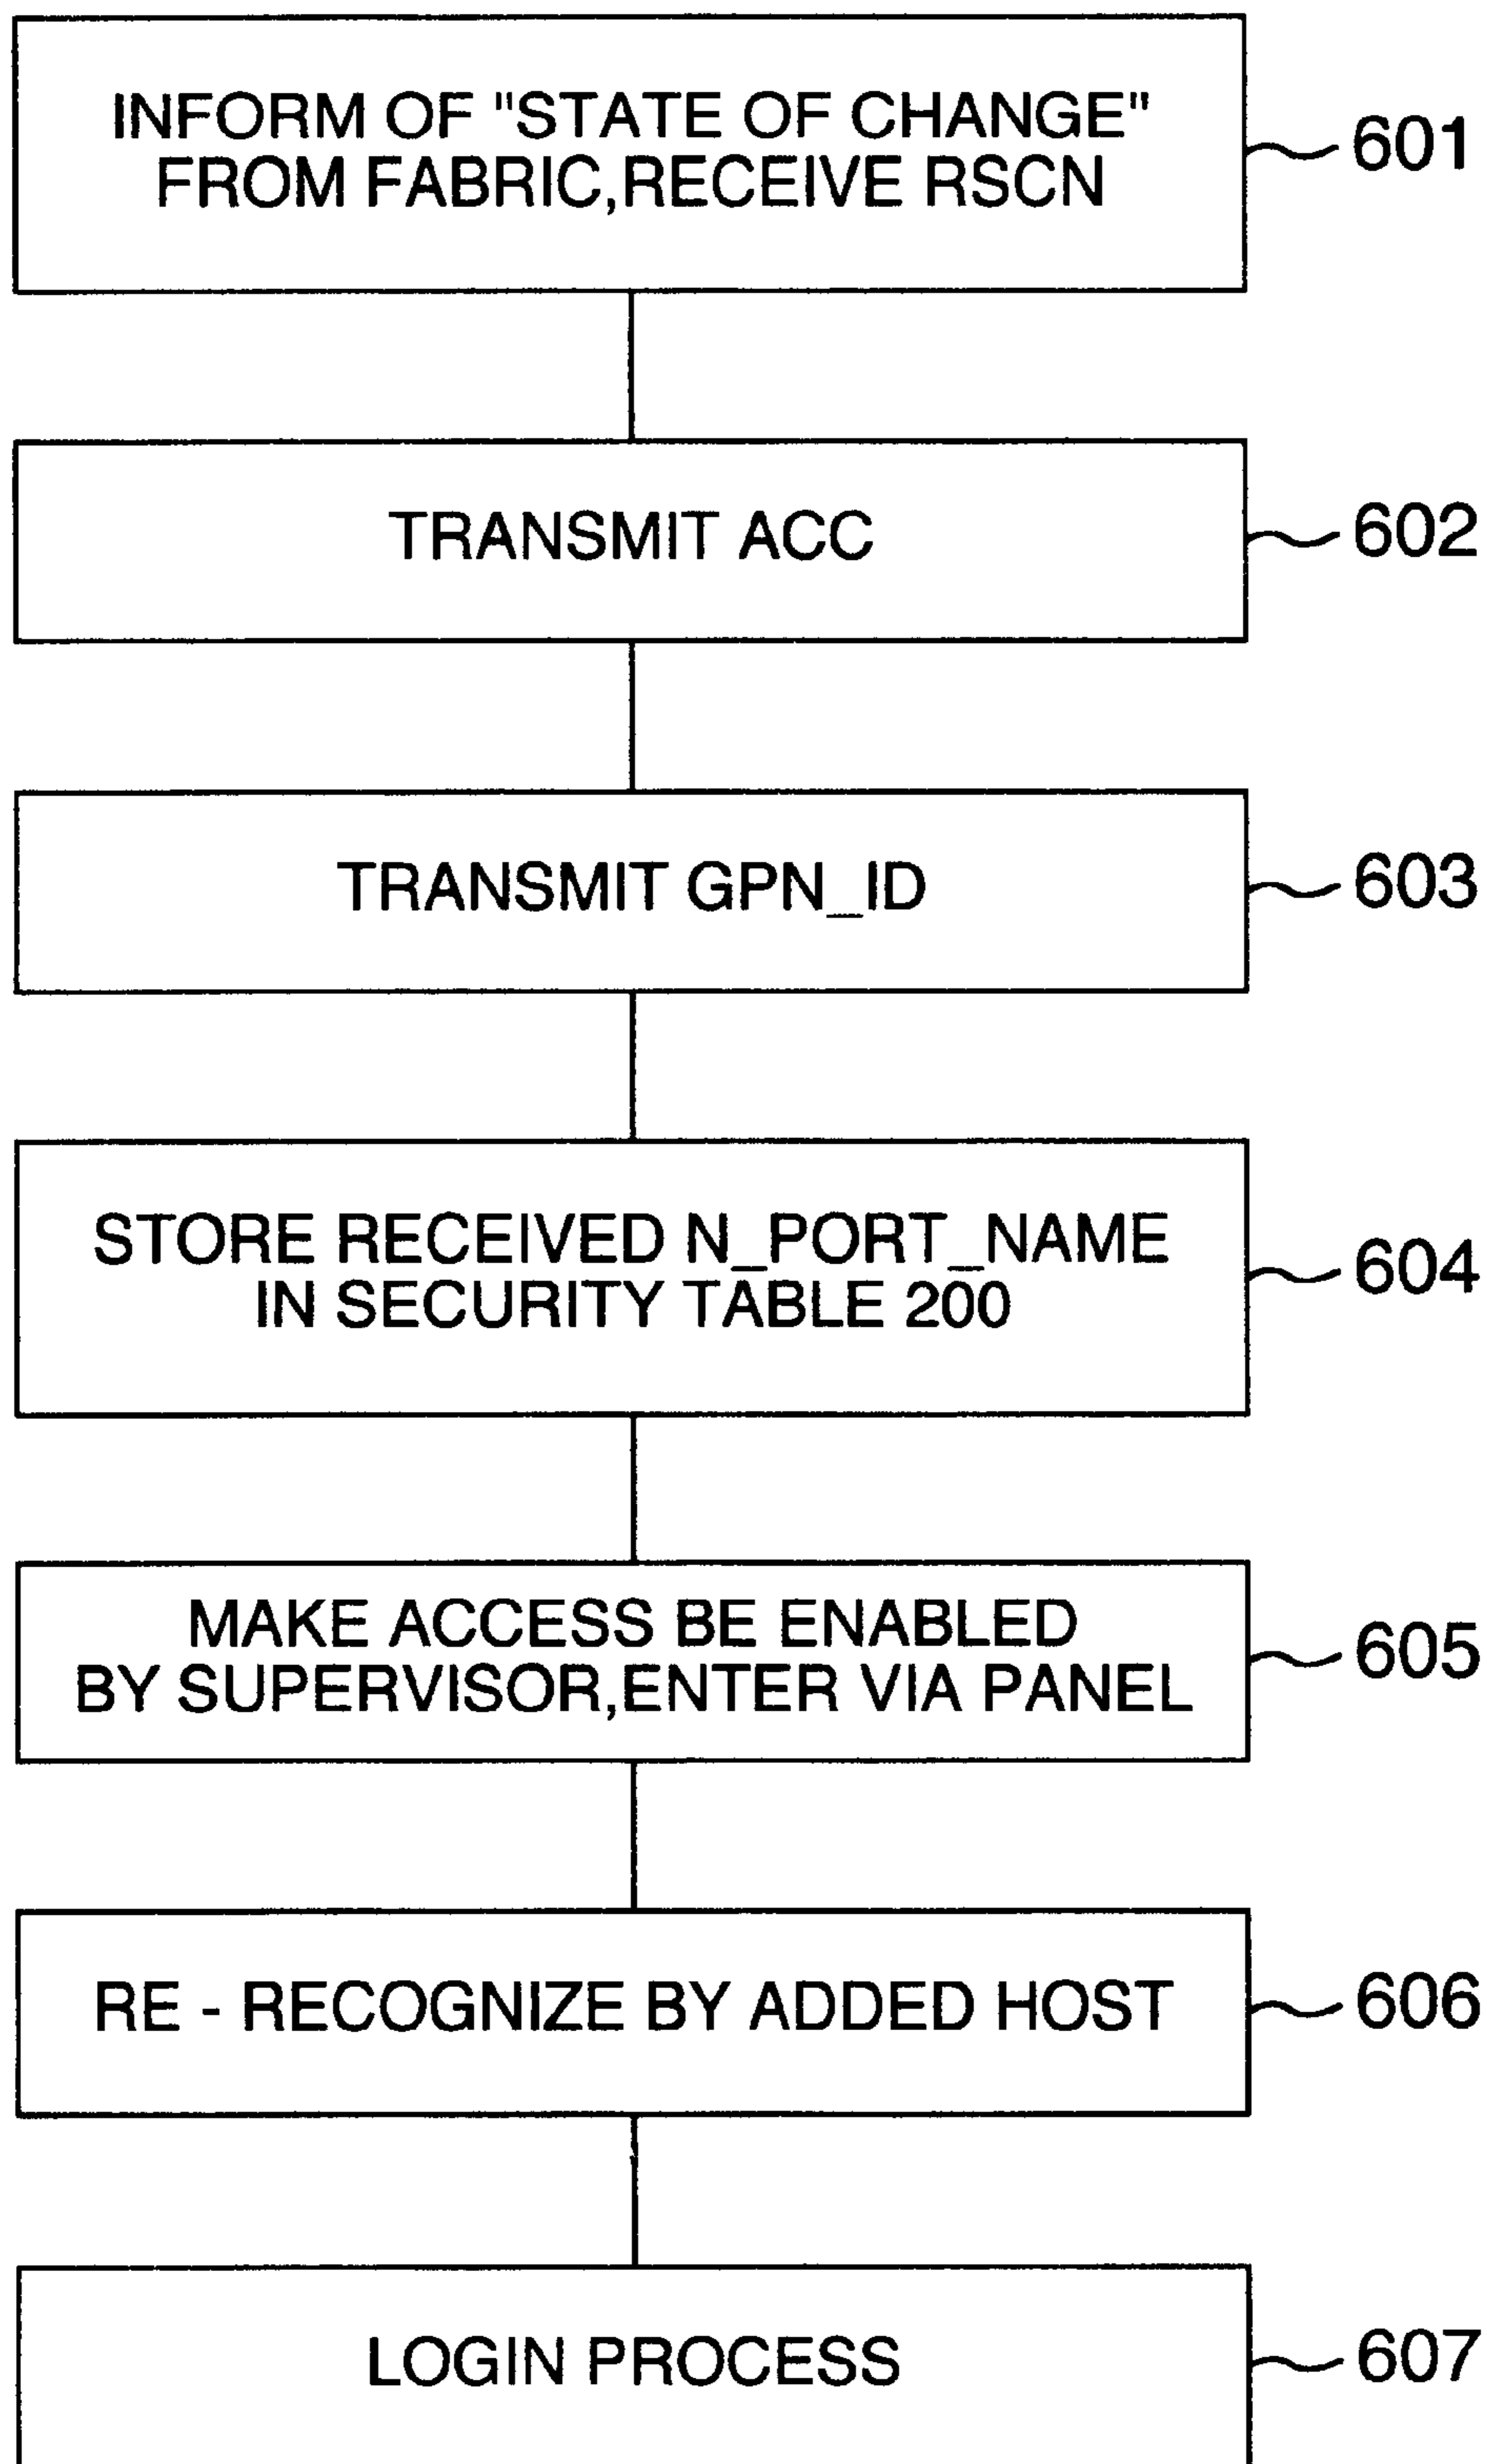 INFORM OF "STATE OF CHANGE"
FROM FABRIC,RECEIVE RSCN
601
TRANSMIT ACC
602
TRANSMIT GPN_ID
603
STORE RECEIVED N_PORT_NAME
IN SECURITY TABLE 200
604
MAKE ACCESS BE ENABLED
BY SUPERVISOR,ENTER VIA PANEL
605
RE - RECOGNIZE BY ADDED HOST
606
LOGIN PROCESS
607